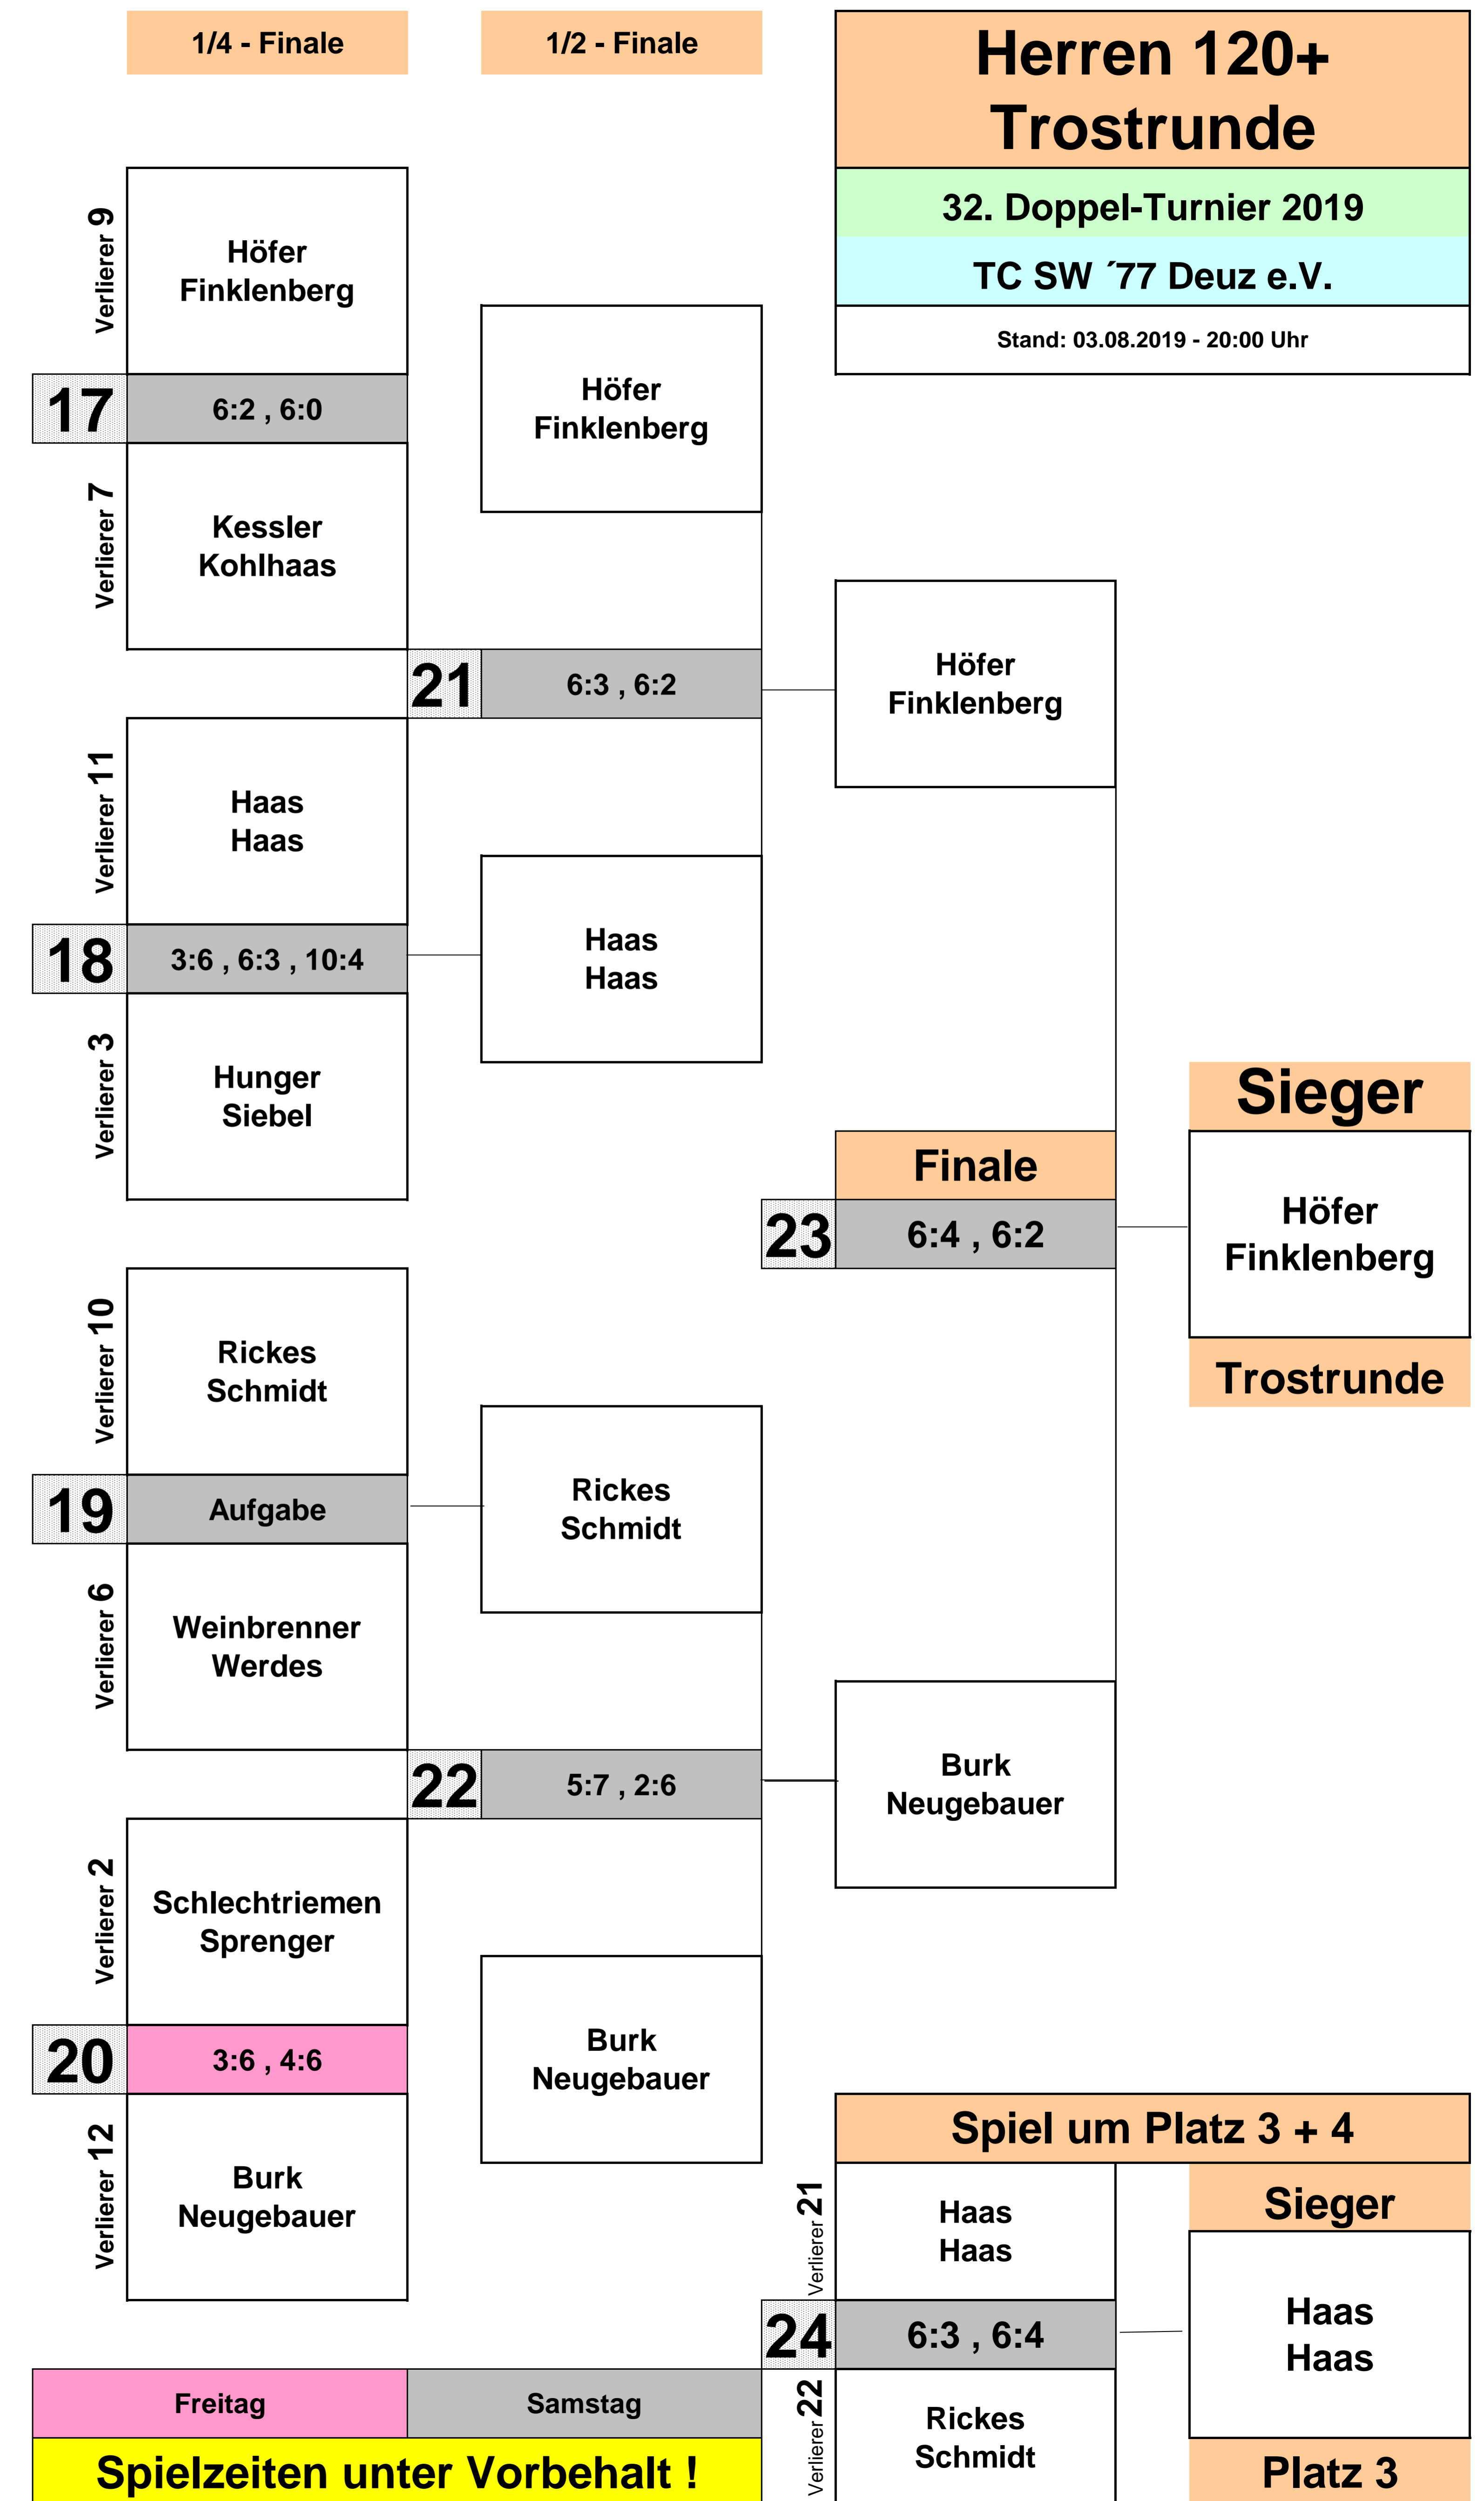 1/4 - Finale
1/2 - Finale
Herren 120+
Trostrunde
32. Doppel-Turnier 2019
TC SW ´77 Deuz e.V.
Stand: 03.08.2019 - 20:00 Uhr
Verlierer 9
Höfer
Finklenberg
17
6:2 , 6:0
Verlierer 7
Kessler
Kohlhaas
Höfer
Finklenberg
21
6:3 , 6:2
Höfer
Finklenberg
Verlierer 11
Haas
Haas
18
3:6 , 6:3 , 10:4
Verlierer 3
Hunger
Siebel
Haas
Haas
Finale
23
6:4 , 6:2
Sieger
Höfer
Finklenberg
Trostrunde
Verlierer 10
Rickes
Schmidt
19
Aufgabe
Verlierer 6
Weinbrenner
Werdes
Rickes
Schmidt
22
5:7 , 2:6
Burk
Neugebauer
Verlierer 2
Schlechtriemen
Sprenger
20
3:6 , 4:6
Verlierer 12
Burk
Neugebauer
Burk
Neugebauer
Spiel um Platz 3 + 4
Verlierer 21
Haas
Haas
24
6:3 , 6:4
Verlierer 22
Rickes
Schmidt
Sieger
Haas
Haas
Platz 3
Freitag
Samstag
Spielzeiten unter Vorbehalt !